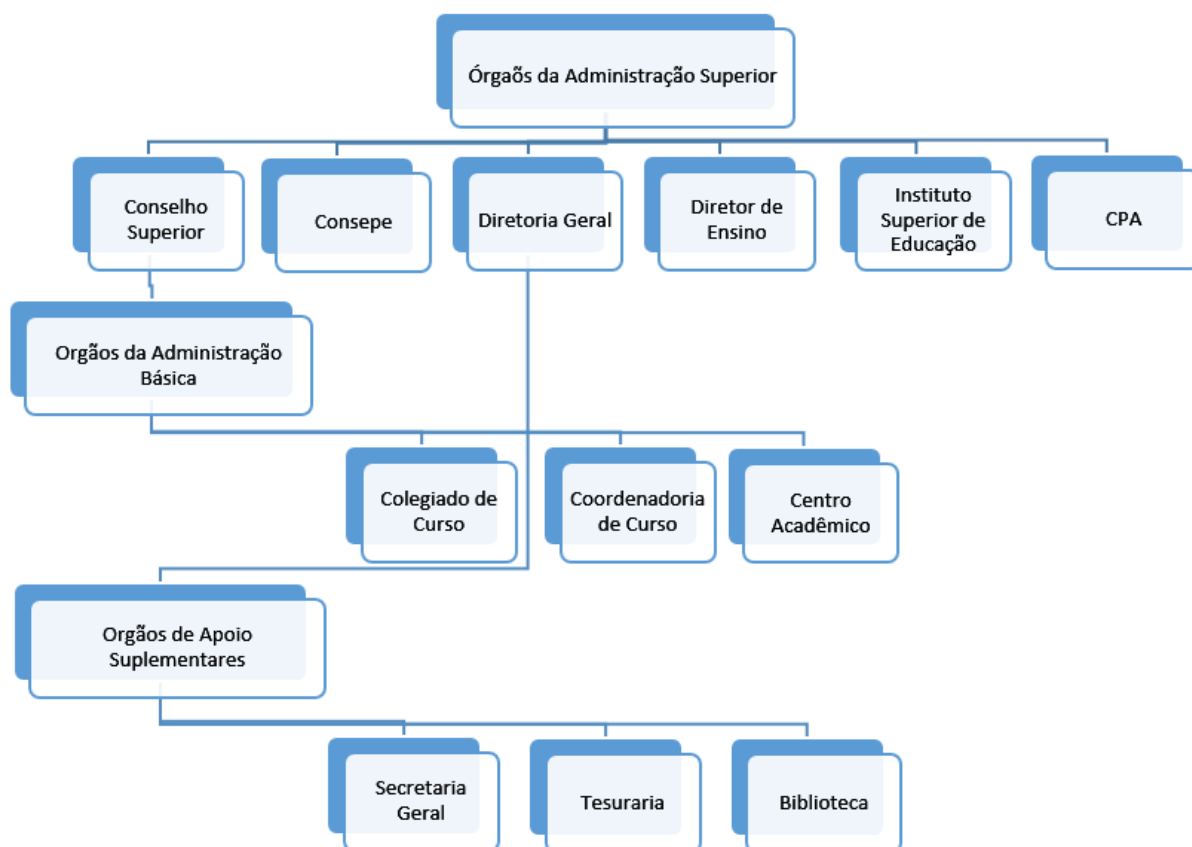 Órgaõs da Administração Superior
Conselho
Superior
Consepe
Diretoria Geral
Diretor de
Ensino
Instituto
Superior de
Educação
CPA
Orgãos da Administração
Básica
Colegiado de
Curso
Coordenadoria
de Curso
Centro
Acadêmico
Orgãos de Apoio
Suplementares
Secretaria
Geral
Tesuraria
Biblioteca